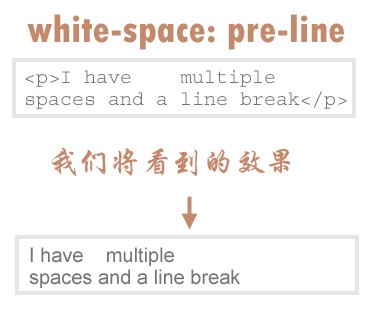 white-space: pre-line
<p>I have    multiple
spaces and a line break</p>
我们将看到的效果
I have    multiple
spaces and a line break